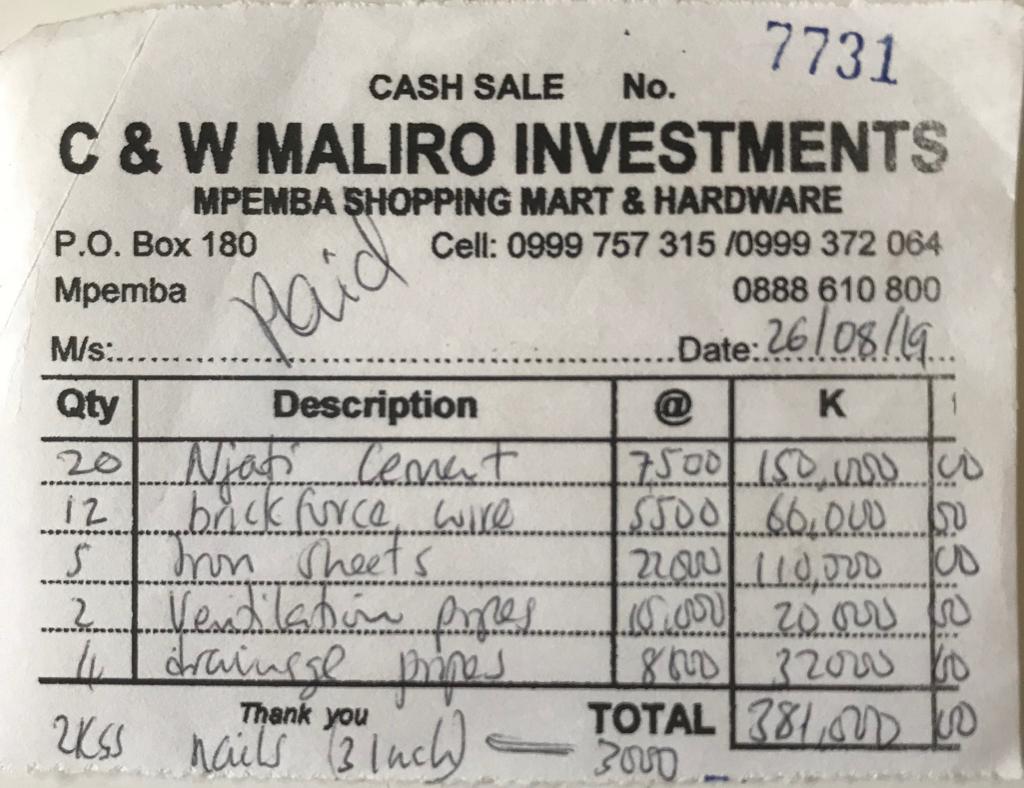 7731
CASH SALE No.
C & W MALIRO INVESTMENTS
MPEMBA SHOPPING MART & HARDWARE
P.O. Box 180 Cell: 0999 757 315 /0999 372 064
Mpemba 0888 610 800
paid
M/s:.......... Date: 26/08/19
Qty Description @ K
20 Njati Cement 7500 150,000 00
12 brickforce wire 5500 66,000 00
5 Iron sheets 22000 110,000 00
2 Ventilation pipes 10,000 20000 00
4 drainage pipes 8000 32000 00
Thank you TOTAL 381,000 00
nails (3 Inch) — 3000